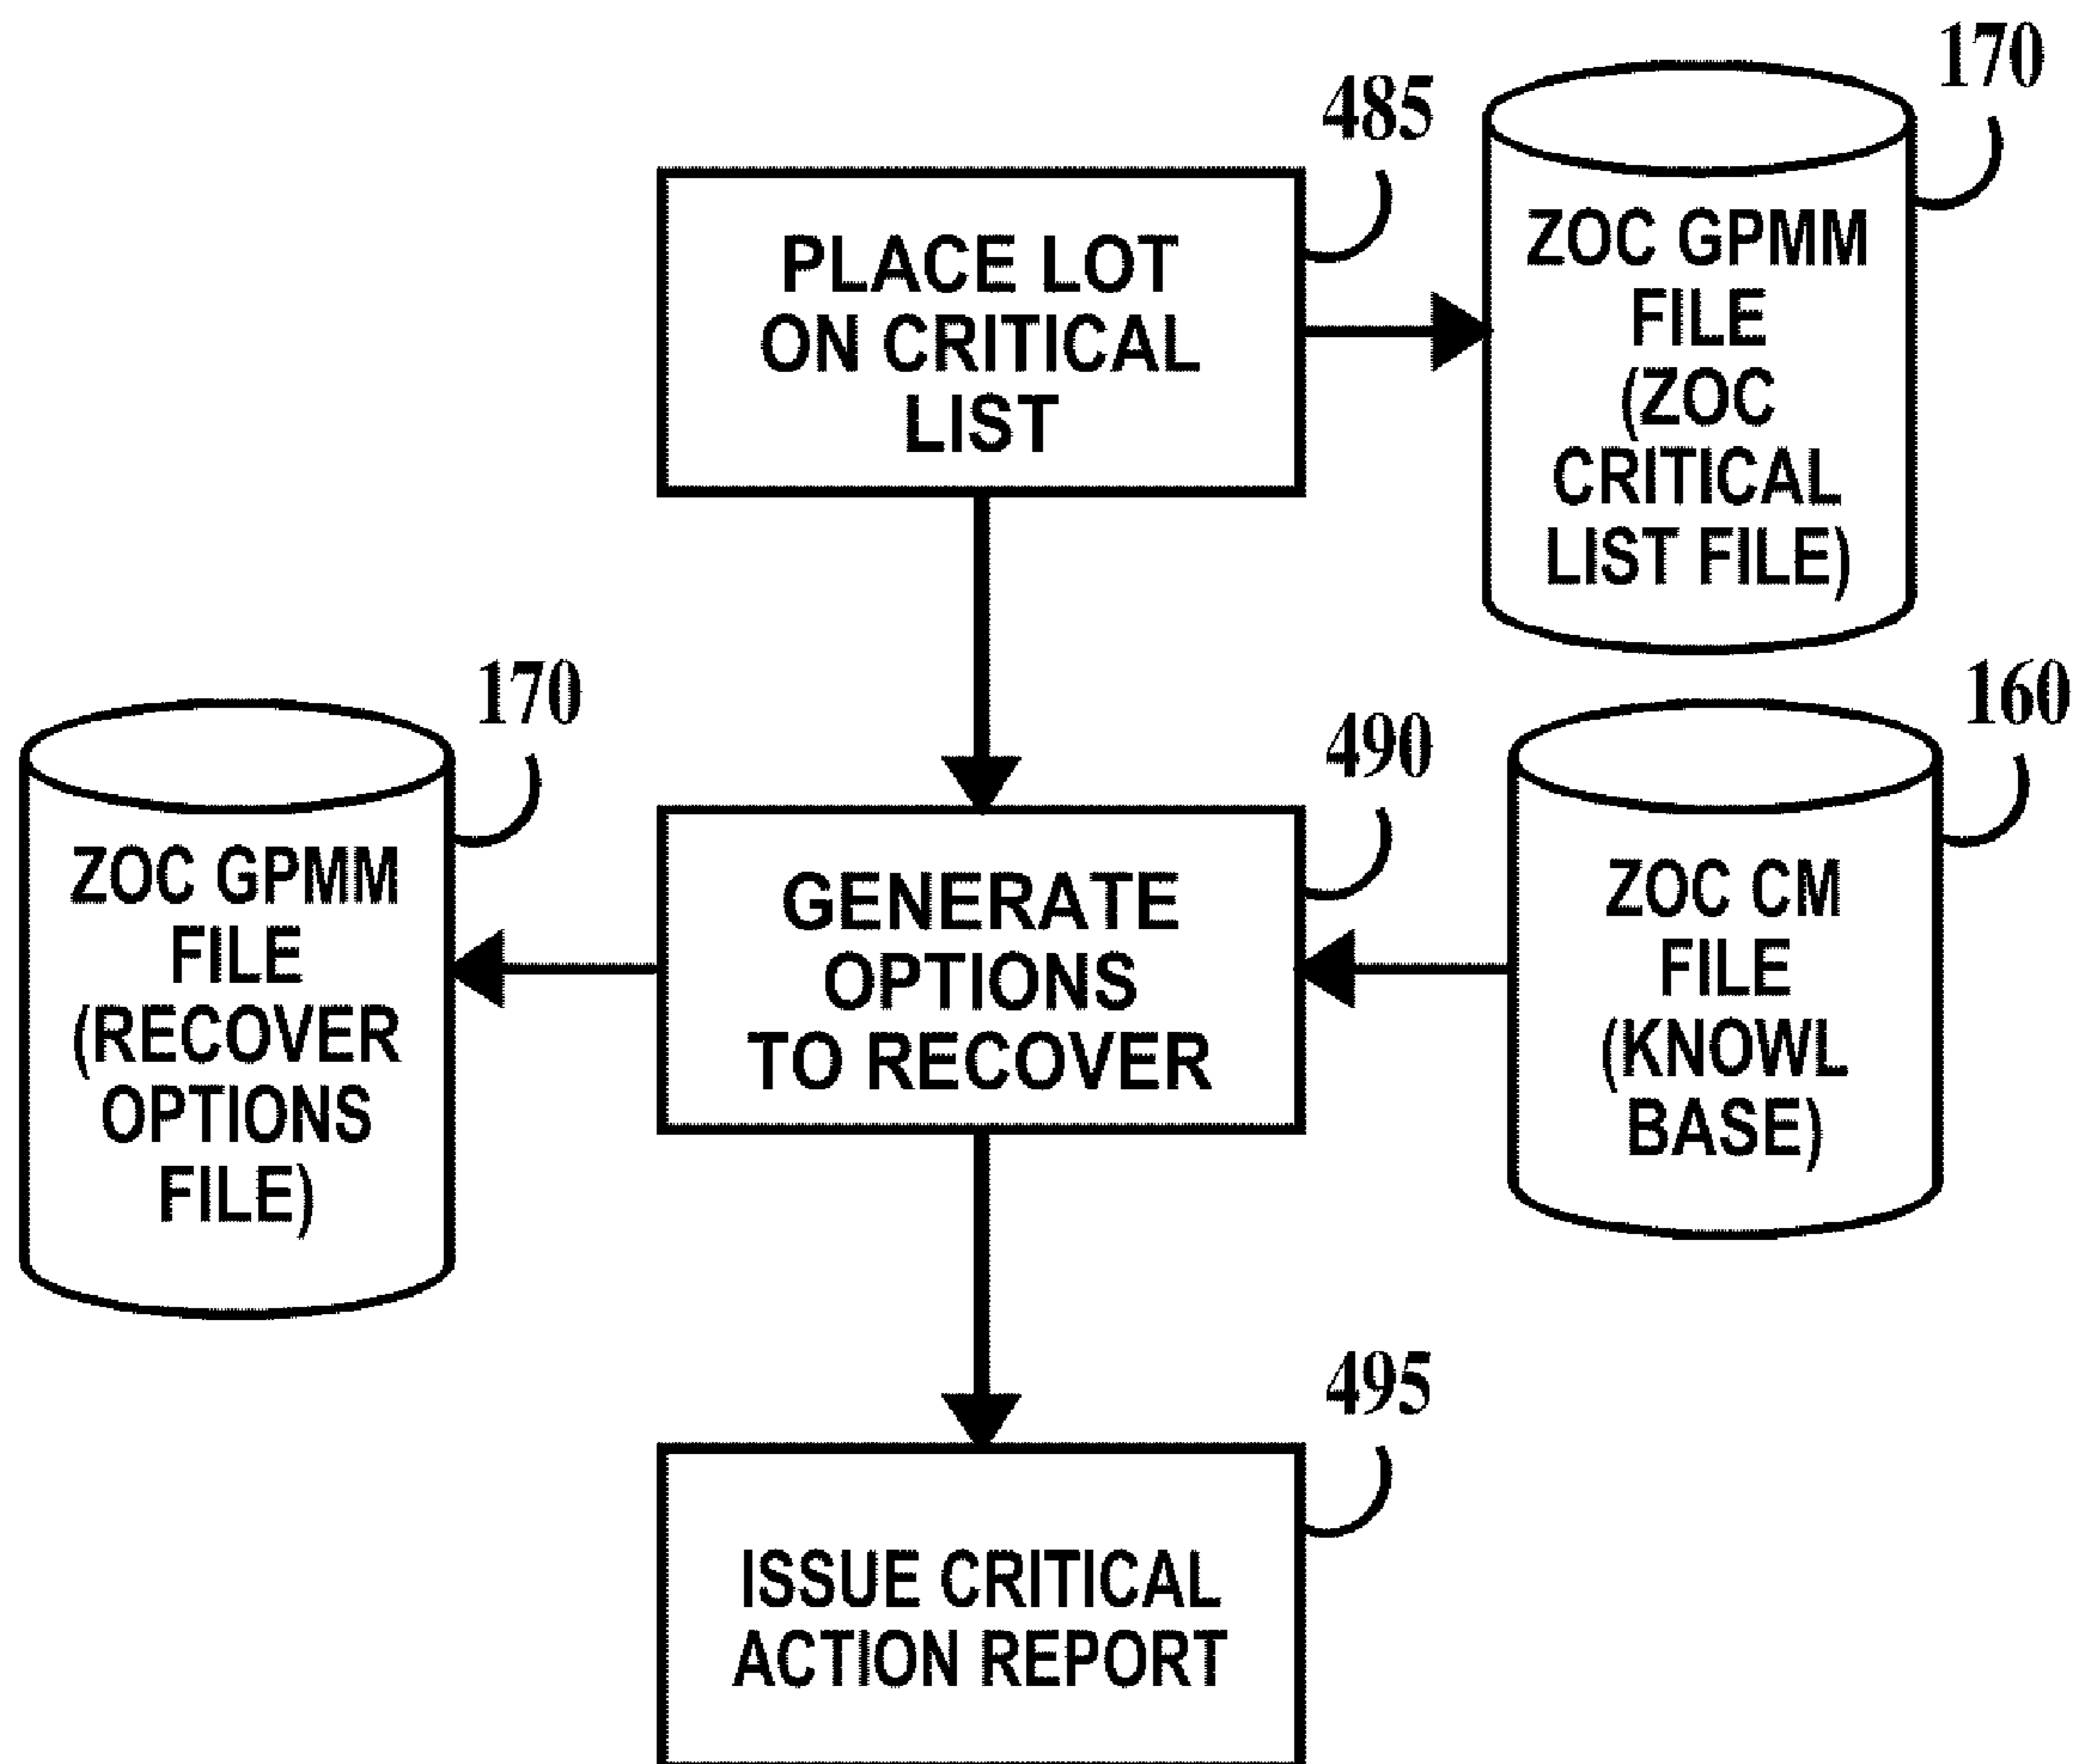 170
485
PLACE LOT
ON CRITICAL
LIST
ZOC GPMM
FILE
(ZOC
CRITICAL
LIST FILE)
170
490
160
ZOC GPMM
FILE
(RECOVER
OPTIONS
FILE)
GENERATE
OPTIONS
TO RECOVER
ZOC CM
FILE
(KNOWL
BASE)
495
ISSUE CRITICAL
ACTION REPORT